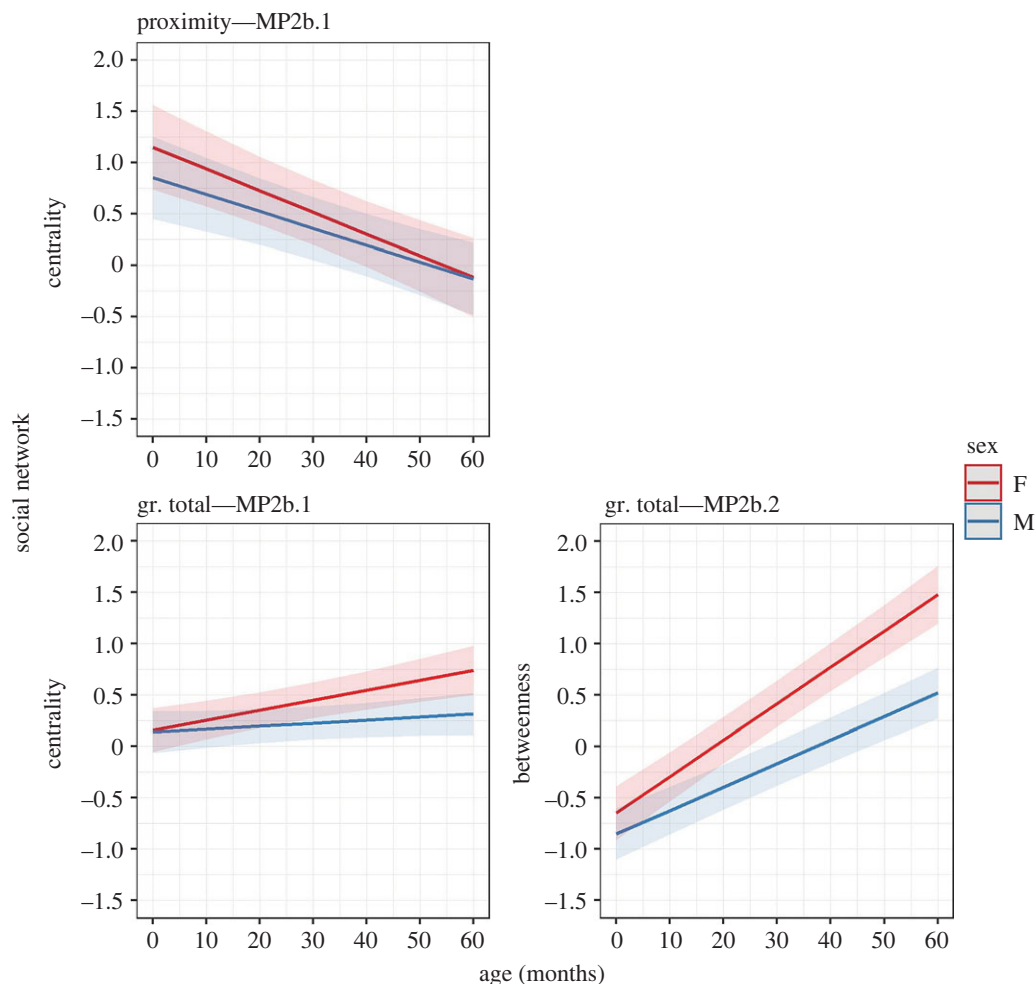 proximity—MP2b.1
2.0
1.5
1.0
0.5
0
−0.5
−1.0
−1.5
centrality
0 10 20 30 40 50 60
social network
gr. total—MP2b.1
2.0
1.5
1.0
0.5
0
−0.5
−1.0
−1.5
centrality
0 10 20 30 40 50 60
gr. total—MP2b.2
2.0
1.5
1.0
0.5
0
−0.5
−1.0
−1.5
betweenness
0 10 20 30 40 50 60
age (months)
sex
F
M